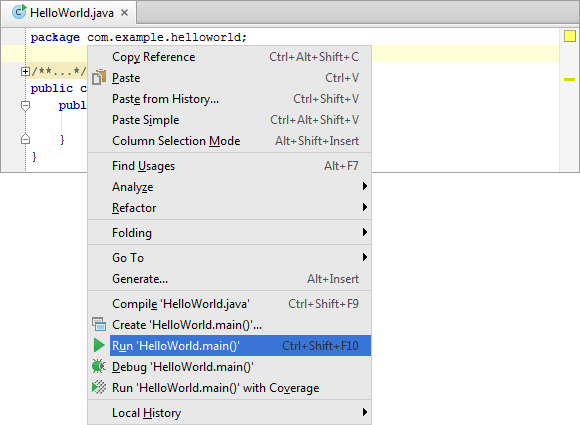 HelloWorld.java ×
package com.example.helloworld;
/**...*/
public c
publ
}
}
Copy Reference Ctrl+Alt+Shift+C
Paste Ctrl+V
Paste from History... Ctrl+Shift+V
Paste Simple Ctrl+Alt+Shift+V
Column Selection Mode Alt+Shift+Insert
Find Usages Alt+F7
Analyze
Refactor
Folding
Go To
Generate... Alt+Insert
Compile 'HelloWorld.java' Ctrl+Shift+F9
Create 'HelloWorld.main()'...
Run 'HelloWorld.main()' Ctrl+Shift+F10
Debug 'HelloWorld.main()'
Run 'HelloWorld.main()' with Coverage
Local History